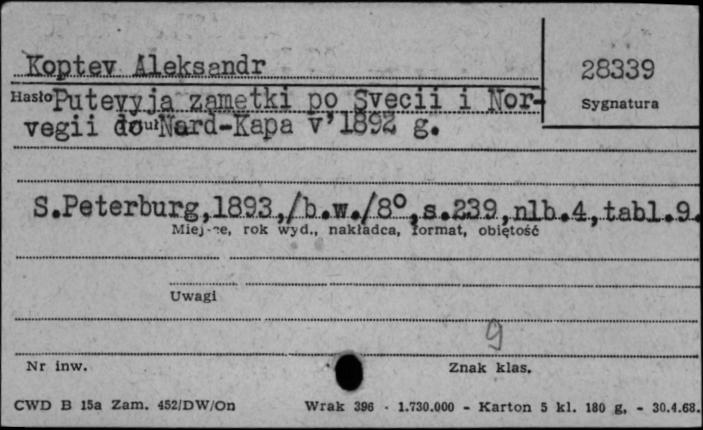 Koptev Aleksandr
28339
Hasło Putevyja zametki po Svecii i Nor-
Sygnatura
vegii do Nard-Kapa v' 1892 g.
S.Peterburg,1893,/b.w./8°,s.239,nlb.4,tabl.9.
Miejsce, rok wyd., nakładca, format, objętość
Uwagi
9
Nr inw.
Znak klas.
CWD B 15a Zam. 452/DW/On
Wrak 396 - 1.730.000 - Karton 5 kl. 180 g. - 30.4.68.